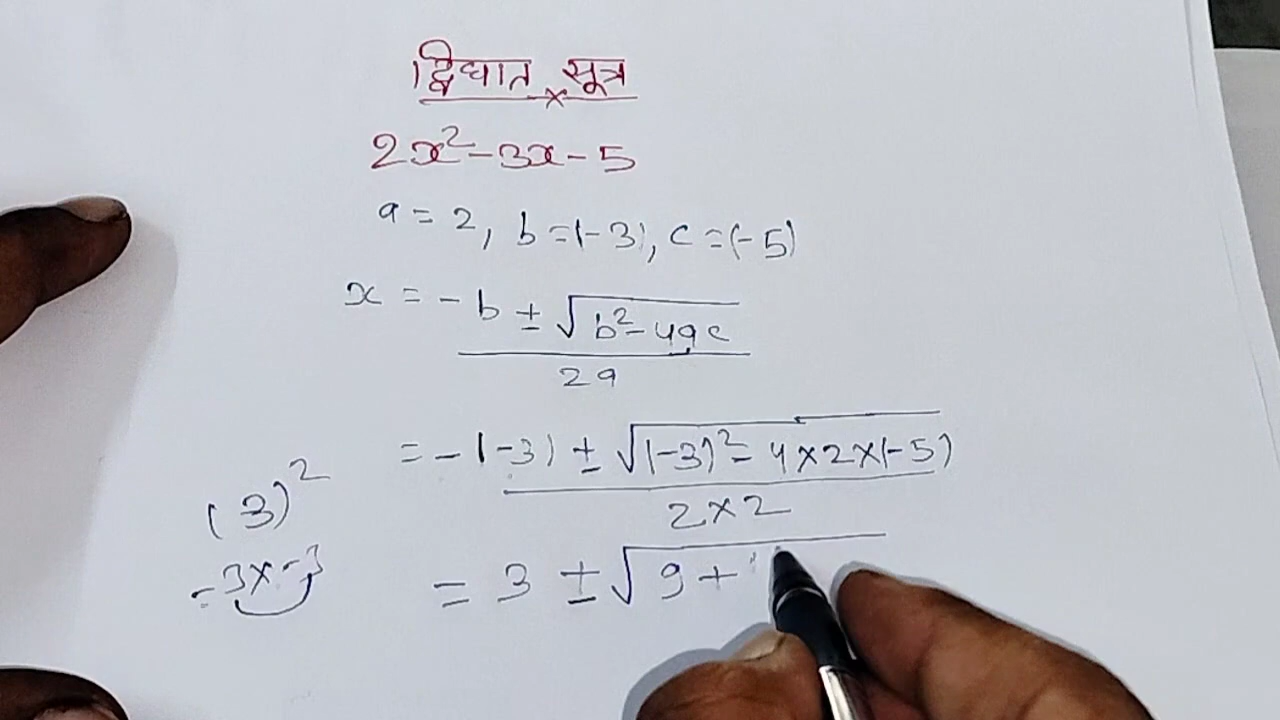 द्विघात सूत्र
×
2x² - 3x - 5
a = 2, b = (-3), c = (-5)
x = -b ± √b² - 4ac
2a
= -(-3) ± √(-3)² - 4×2×(-5)
2×2
(3)²
-3×-3
= 3 ± √9 +